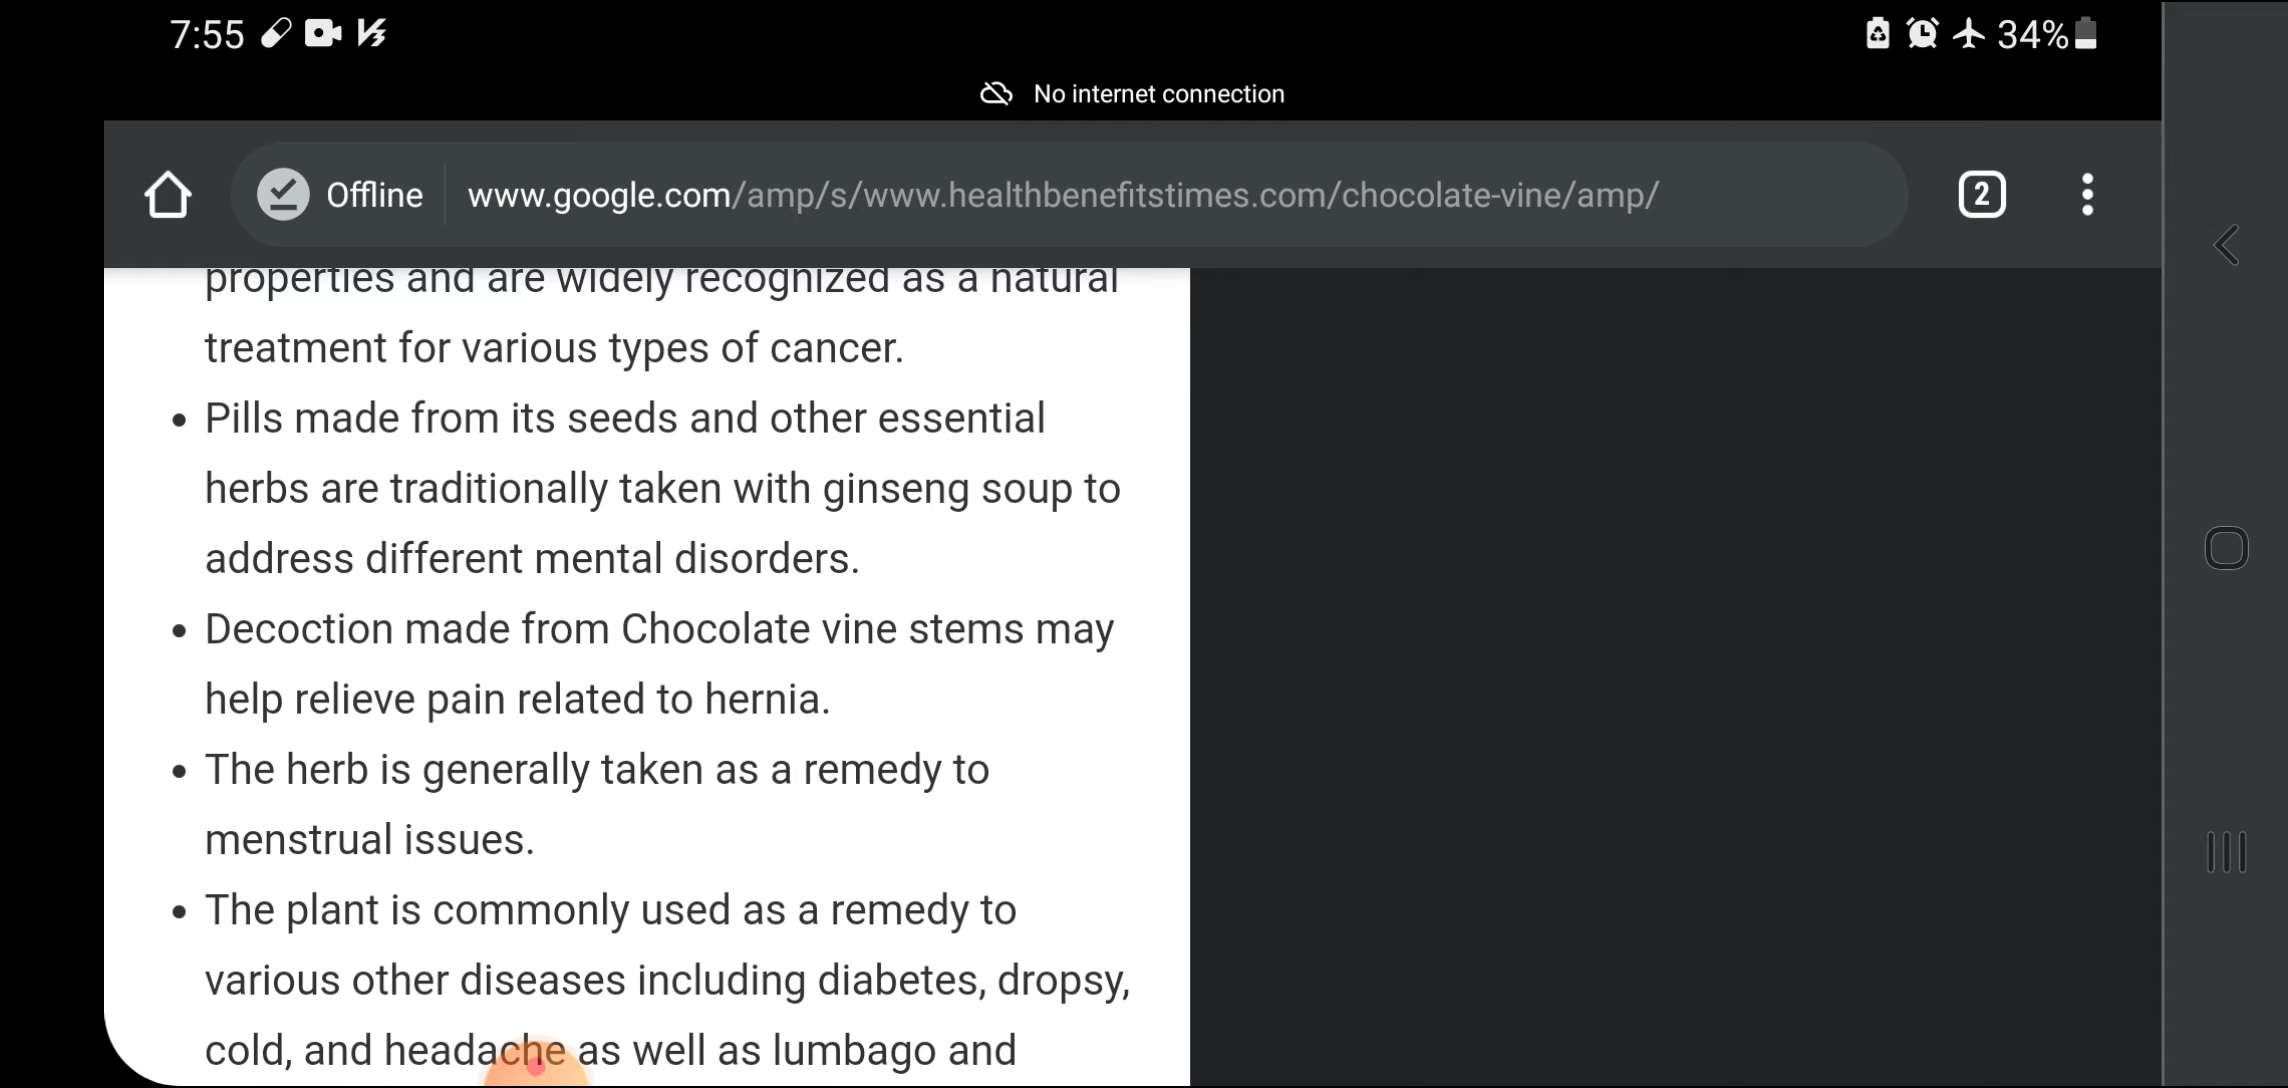 7:55
34%
No internet connection
Offline www.google.com/amp/s/www.healthbenefitstimes.com/chocolate-vine/amp/
2
properties and are widely recognized as a natural
treatment for various types of cancer.
• Pills made from its seeds and other essential
herbs are traditionally taken with ginseng soup to
address different mental disorders.
• Decoction made from Chocolate vine stems may
help relieve pain related to hernia.
• The herb is generally taken as a remedy to
menstrual issues.
• The plant is commonly used as a remedy to
various other diseases including diabetes, dropsy,
cold, and headache as well as lumbago and